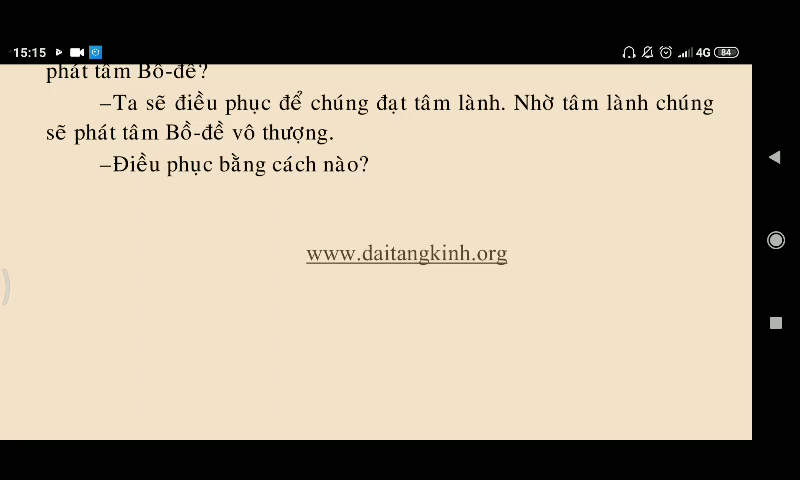 15:15
4G 84
phát tâm Bồ-đề?
–Ta sẽ điều phục để chúng đạt tâm lành. Nhờ tâm lành chúng
sẽ phát tâm Bồ-đề vô thượng.
–Điều phục bằng cách nào?
www.daitangkinh.org